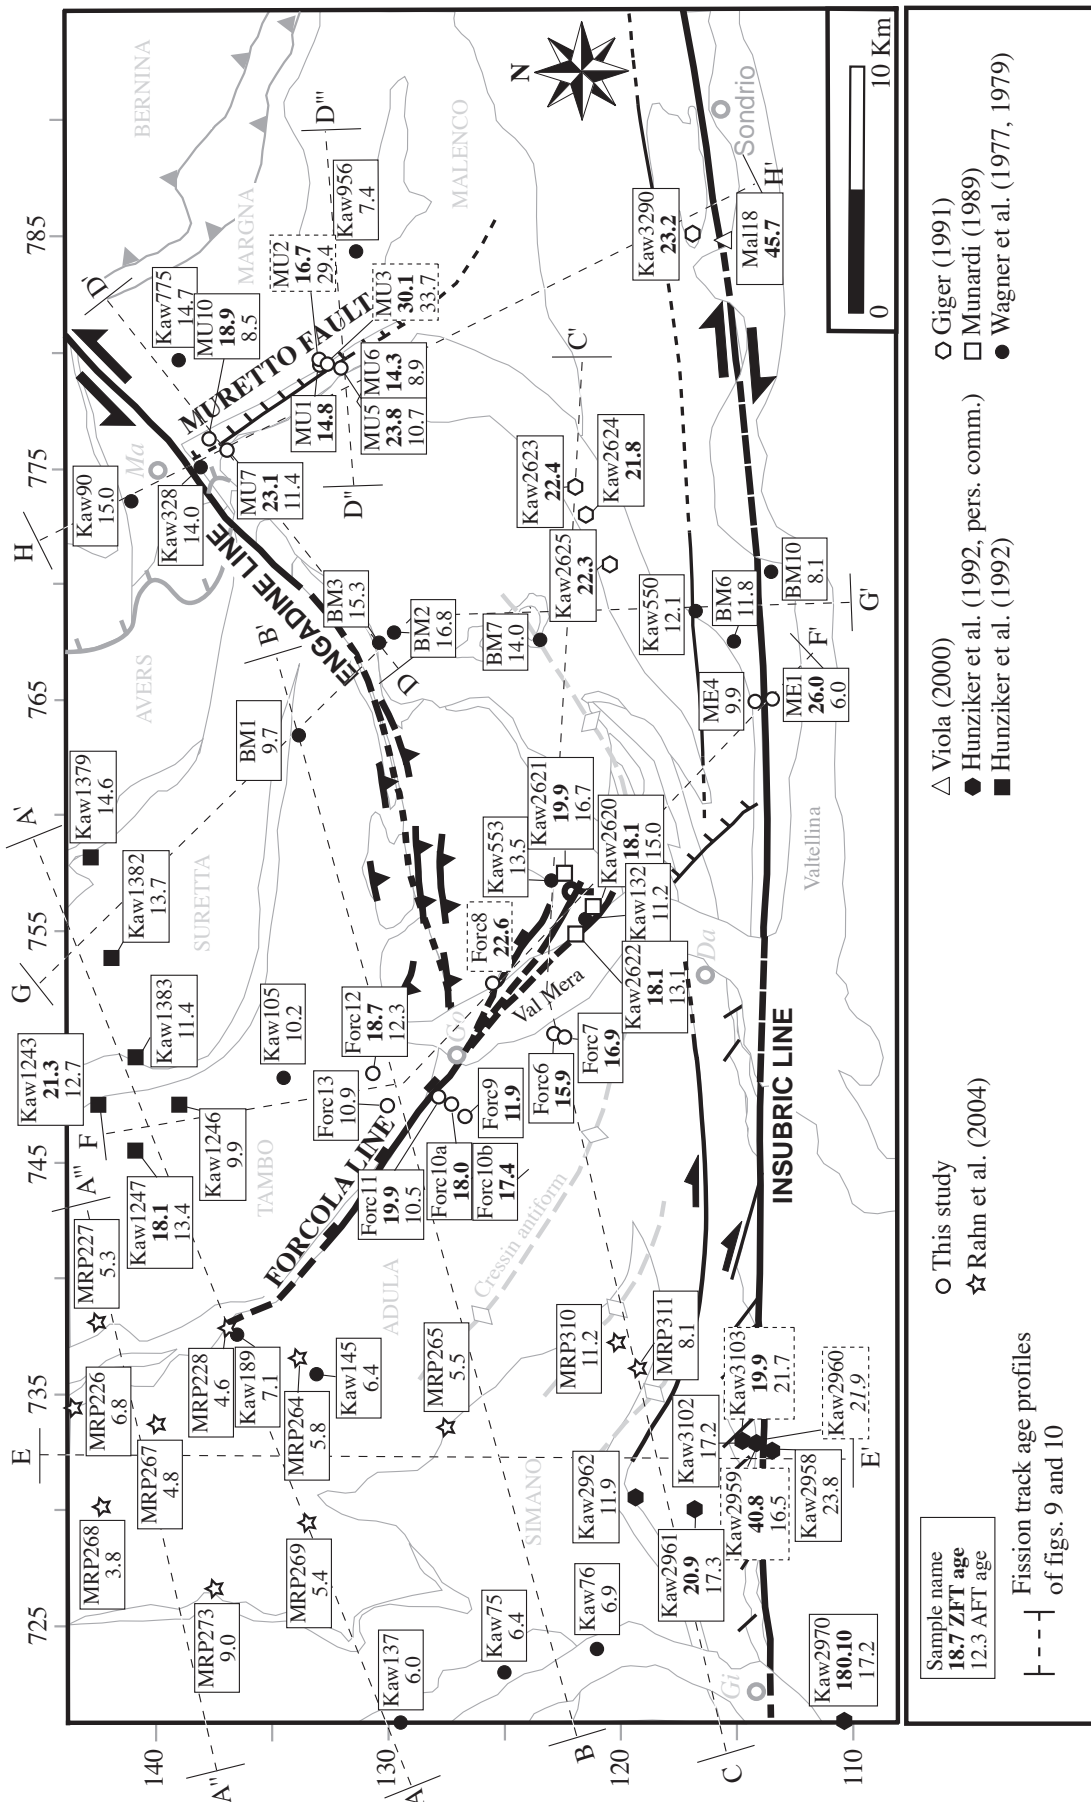 BERNINA
MARGNA
MALENCO
AVERS
SURETTA
TAMBO
ADULA
SIMANO
N
785
775
765
755
745
735
725
140
130
120
110
0
10 Km
Sondrio
H'
D'
D'''
Kaw956
7.4
MU2
16.7
29.4
MU3
30.1
33.7
Kaw775
14.7
MU10
18.9
8.5
MURETTO FAULT
MU1
14.8
MU6
14.3
8.9
MU5
23.8
10.7
D''
Kaw3290
23.2
Mal18
45.7
C'
Ma
Kaw90
15.0
H
Kaw328
14.0
MU7
23.1
11.4
ENGADINE LINE
Kaw2623
22.4
Kaw2624
21.8
Kaw2625
22.3
BM3
15.3
BM2
16.8
D
B'
BM7
14.0
Kaw550
12.1
BM6
11.8
BM10
8.1
G'
F'
ME4
9.9
ME1
26.0
6.0
BM1
9.7
Kaw1379
14.6
A'
Kaw1382
13.7
G
Kaw1383
11.4
Kaw553
13.5
Kaw2621
19.9
16.7
Kaw2620
18.1
15.0
Kaw132
11.2
Kaw2622
18.1
13.1
Valtellina
Da
Forc8
22.6
Val Mera
Kaw1243
21.3
12.7
Kaw105
10.2
Forc12
18.7
12.3
Co
Forc13
10.9
Forc7
16.9
Forc6
15.9
Forc9
11.9
F
Kaw1246
9.9
Kaw1247
18.1
13.4
A'''
Forc11
19.9
10.5
Forc10a
18.0
Forc10b
17.4
FORCOLA LINE
Cressin antiform
INSUBRIC LINE
MRP227
5.3
MRP226
6.8
MRP228
4.6
Kaw189
7.1
MRP264
5.8
Kaw145
6.4
MRP265
5.5
MRP310
11.2
MRP311
8.1
Kaw3103
19.9
21.7
Kaw3102
17.2
Kaw2960
21.9
E
E'
MRP267
4.8
MRP268
3.8
MRP269
5.4
MRP273
9.0
Kaw2962
11.9
Kaw2959
40.8
16.5
Kaw2958
23.8
Kaw2961
20.9
17.3
Kaw75
6.4
Kaw76
6.9
Kaw137
6.0
Gi
Kaw2970
180.10
17.2
A''
A
B
C
Sample name
18.7 ZFT age
12.3 AFT age
Fission track age profiles
of figs. 9 and 10
This study
Rahn et al. (2004)
Viola (2000)
Hunziker et al. (1992, pers. comm.)
Hunziker et al. (1992)
Giger (1991)
Munardi (1989)
Wagner et al. (1977, 1979)